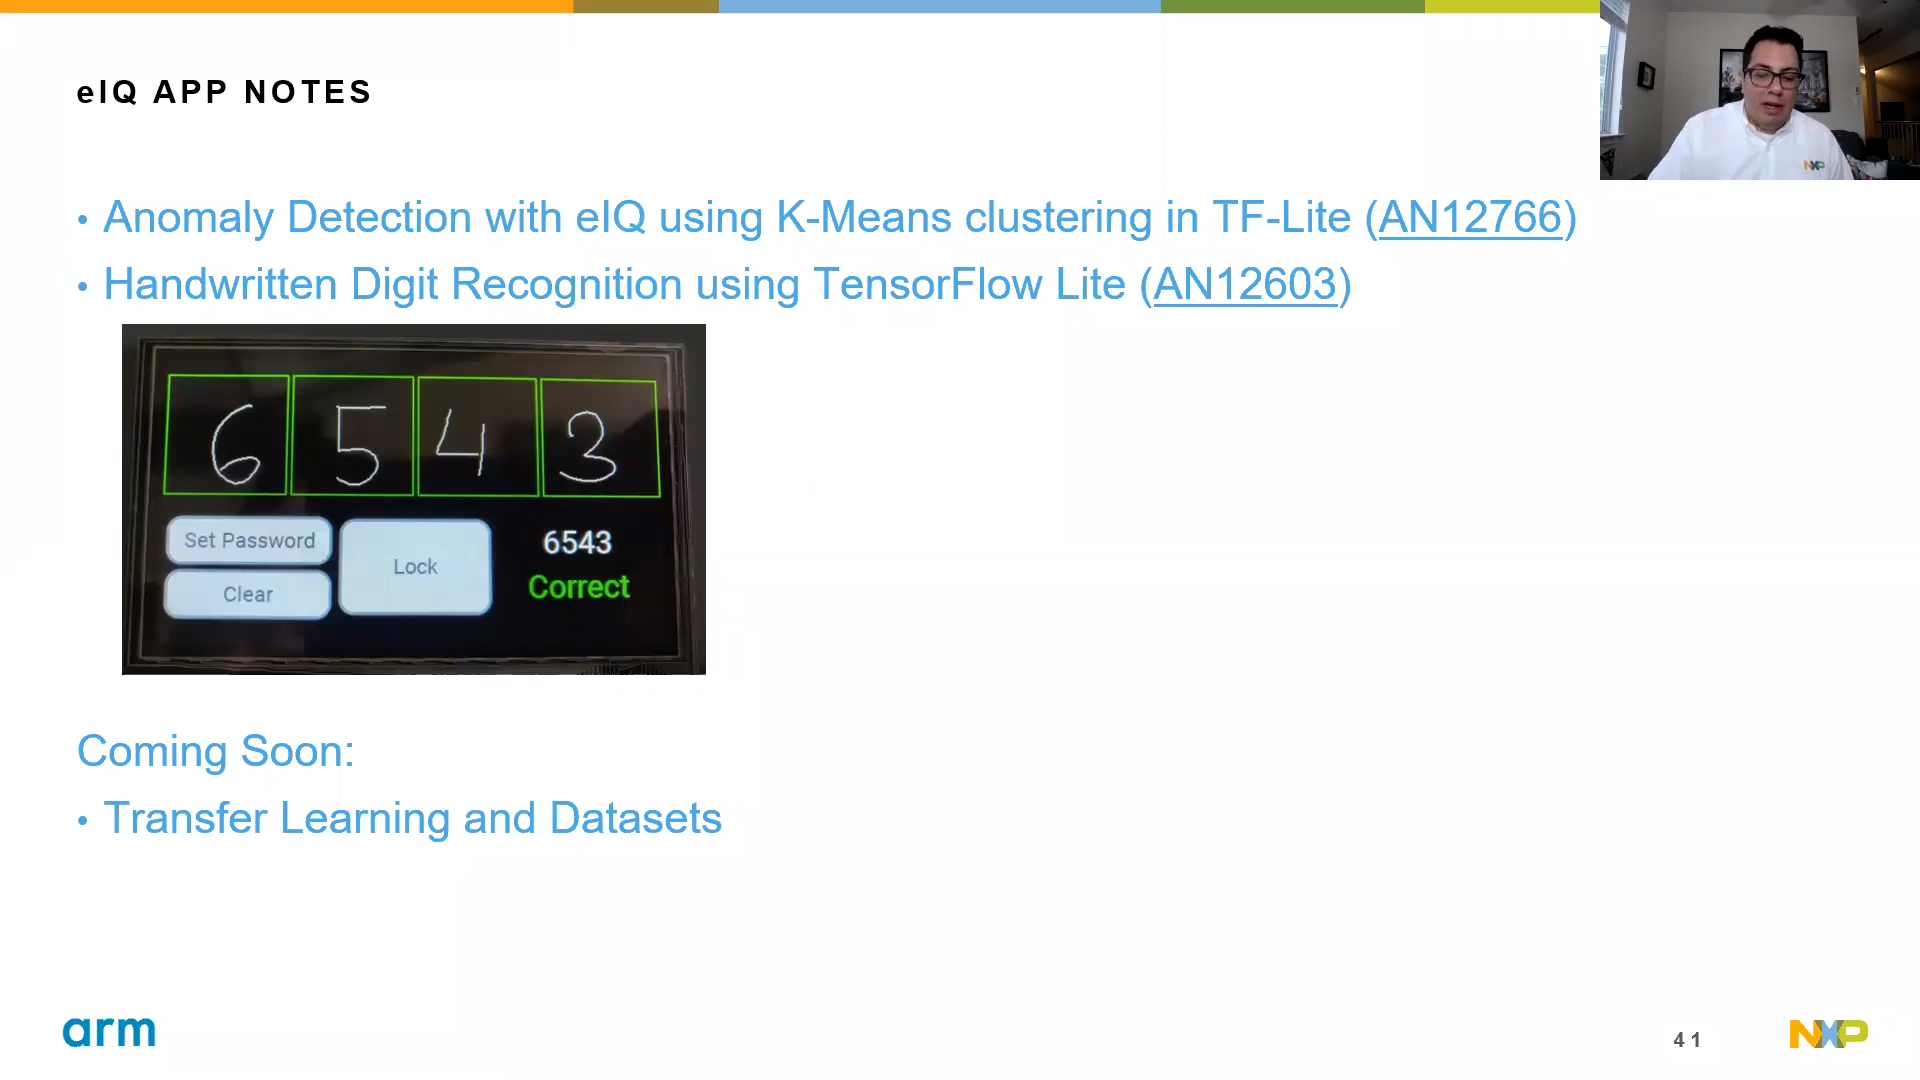 eIQ APP NOTES
NXP
• Anomaly Detection with eIQ using K-Means clustering in TF-Lite (AN12766)
• Handwritten Digit Recognition using TensorFlow Lite (AN12603)
6 5 4 3
Set Password
Lock
6543
Clear
Correct
Coming Soon:
• Transfer Learning and Datasets
arm
41
NXP